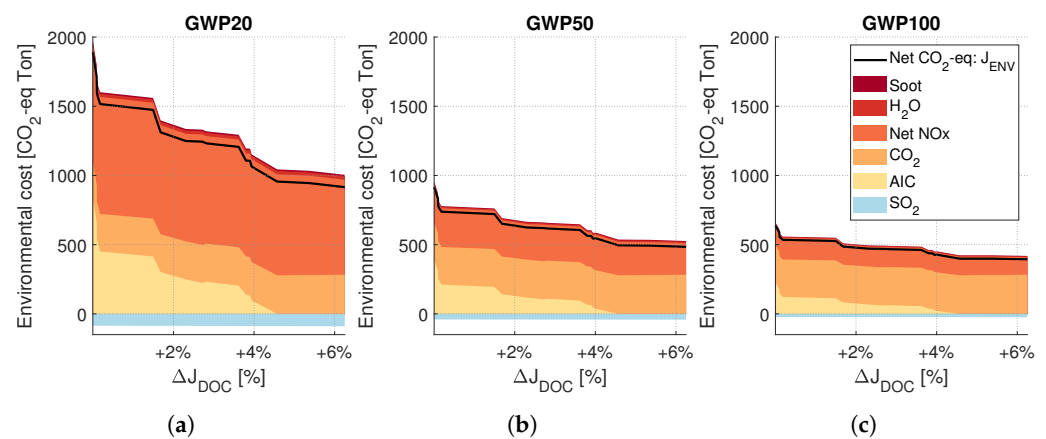 GWP20
2000
1500
1000
500
0
Environmental cost [CO2-eq Ton]
+2%
+4%
+6%
ΔJDOC [%]
(a)
GWP50
2000
1500
1000
500
0
Environmental cost [CO2-eq Ton]
+2%
+4%
+6%
ΔJDOC [%]
(b)
GWP100
2000
1500
1000
500
0
Environmental cost [CO2-eq Ton]
+2%
+4%
+6%
ΔJDOC [%]
(c)
Net CO2-eq: JENV
Soot
H2O
Net NOx
CO2
AIC
SO2